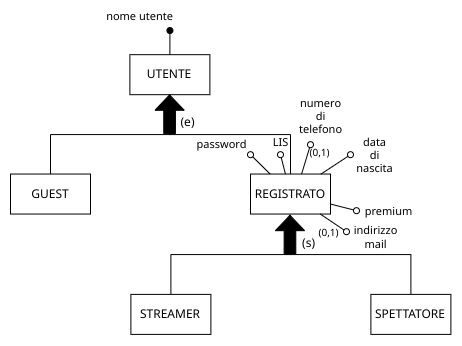 nome utente
UTENTE
(e)
numero
di
telefono
password
LIS
(0,1)
data
di
nascita
GUEST
REGISTRATO
premium
(0,1)
indirizzo
mail
(s)
STREAMER
SPETTATORE